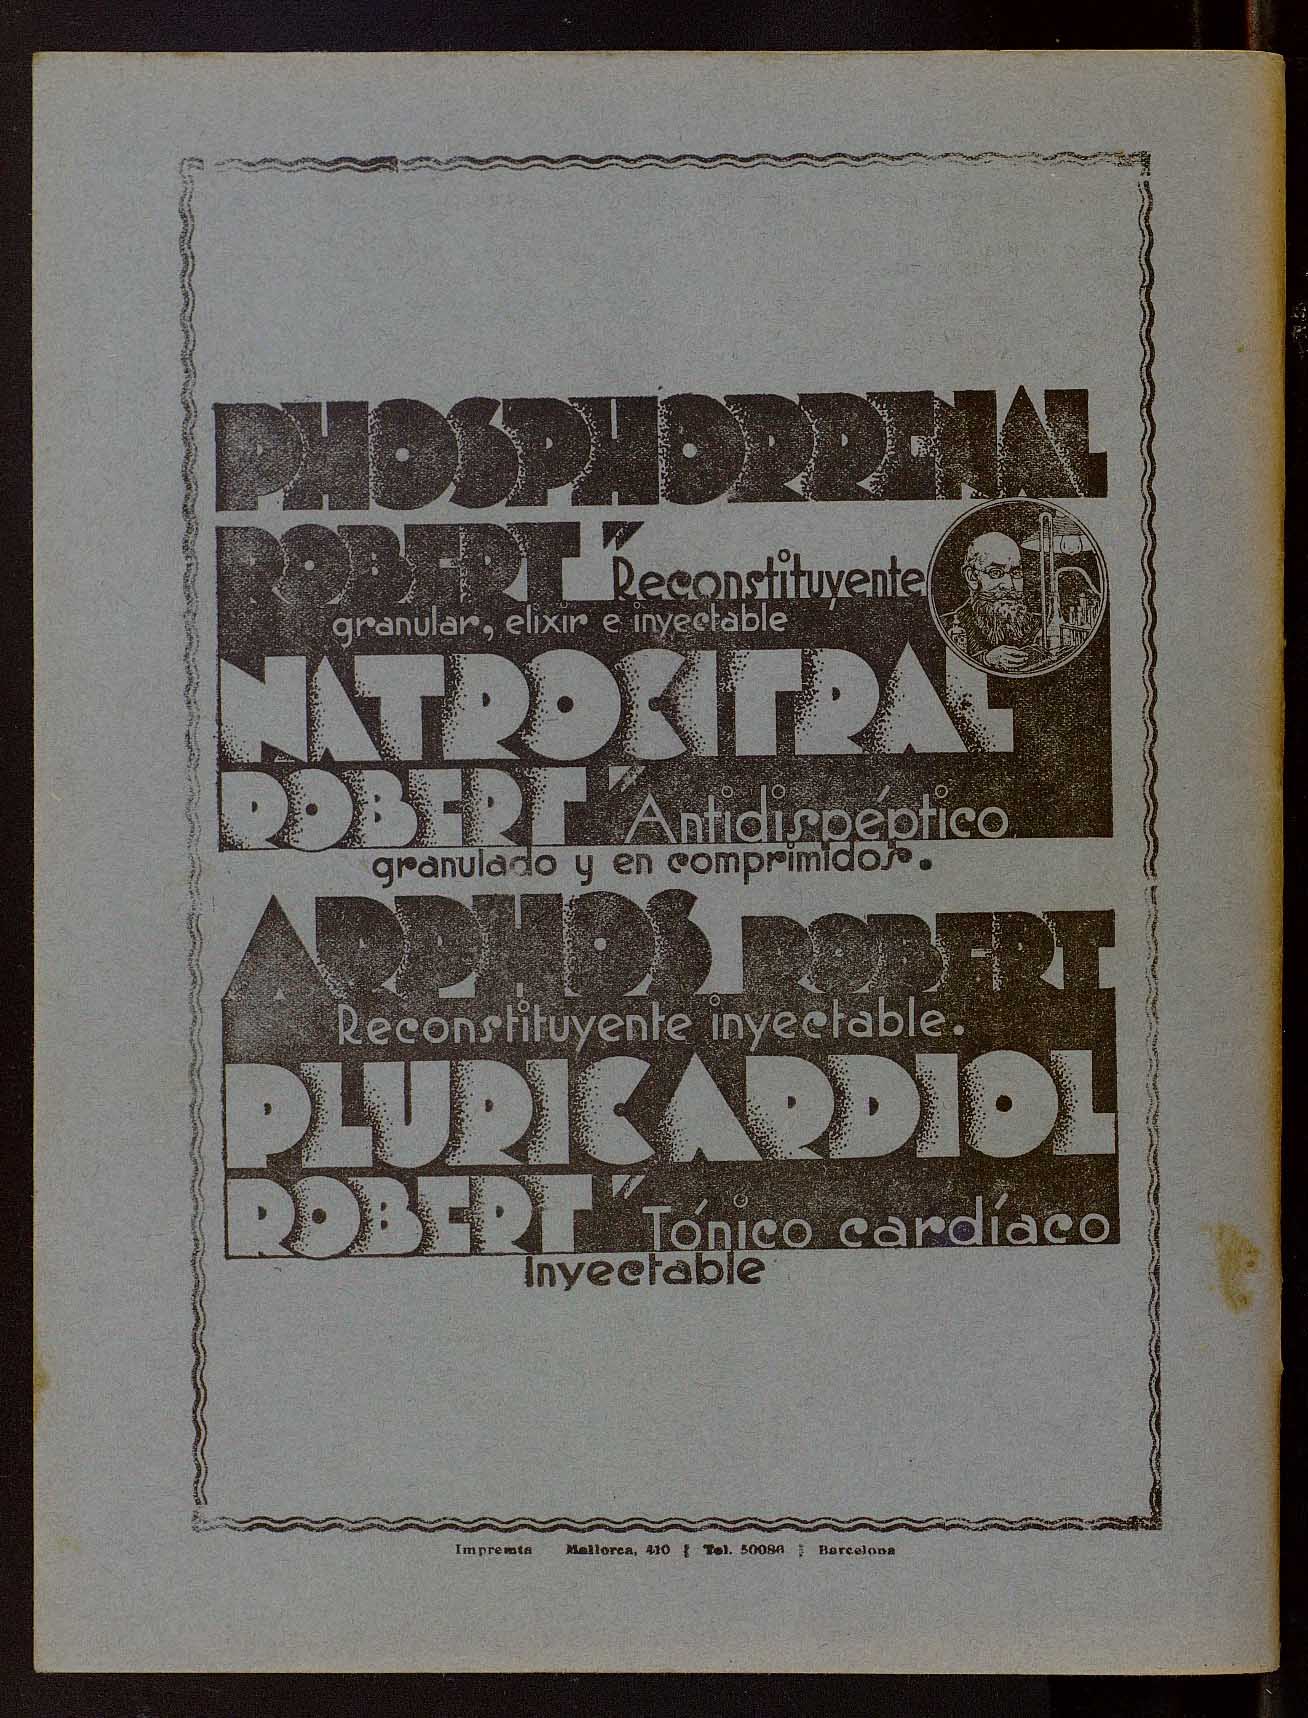 PHOSPHORRENAL
ROBERT " Reconstituyente
granular, elixir e inyectable
NATROCITRAL
ROBERT " Antidispéptico
granulado y en comprimidos.
ARPHOS ROBERT
Reconstituyente inyectable.
PLURICARDIOL
ROBERT " Tónico cardíaco
Inyectable
Impremta Mallorca, 410 Tel. 50086 Barcelona